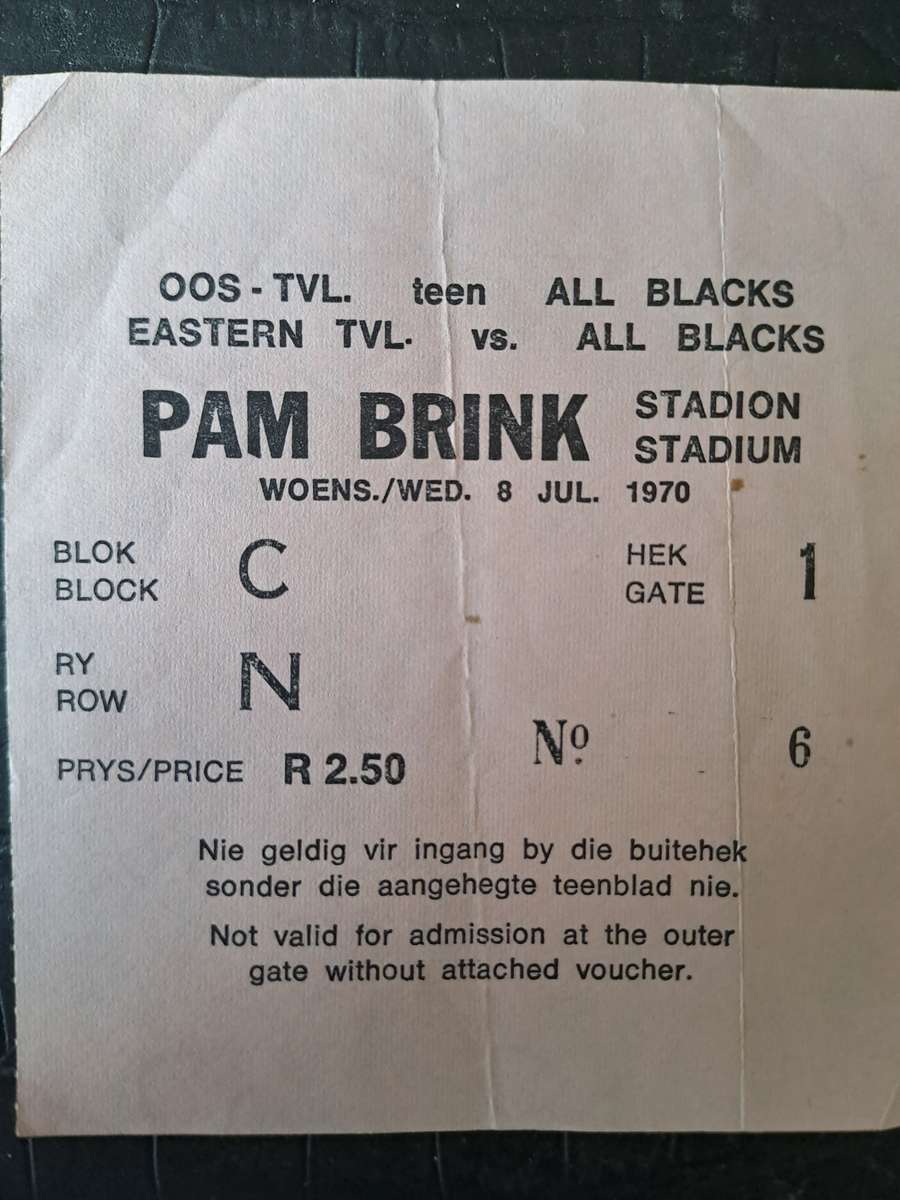 OOS - TVL. teen ALL BLACKS
EASTERN TVL. vs. ALL BLACKS
PAM BRINK STADION
STADIUM
WOENS./WED. 8 JUL. 1970
BLOK
BLOCK C
HEK
GATE 1
RY
ROW N
Nº 6
PRYS/PRICE R 2.50
Nie geldig vir ingang by die buitehek
sonder die aangehegte teenblad nie.
Not valid for admission at the outer
gate without attached voucher.